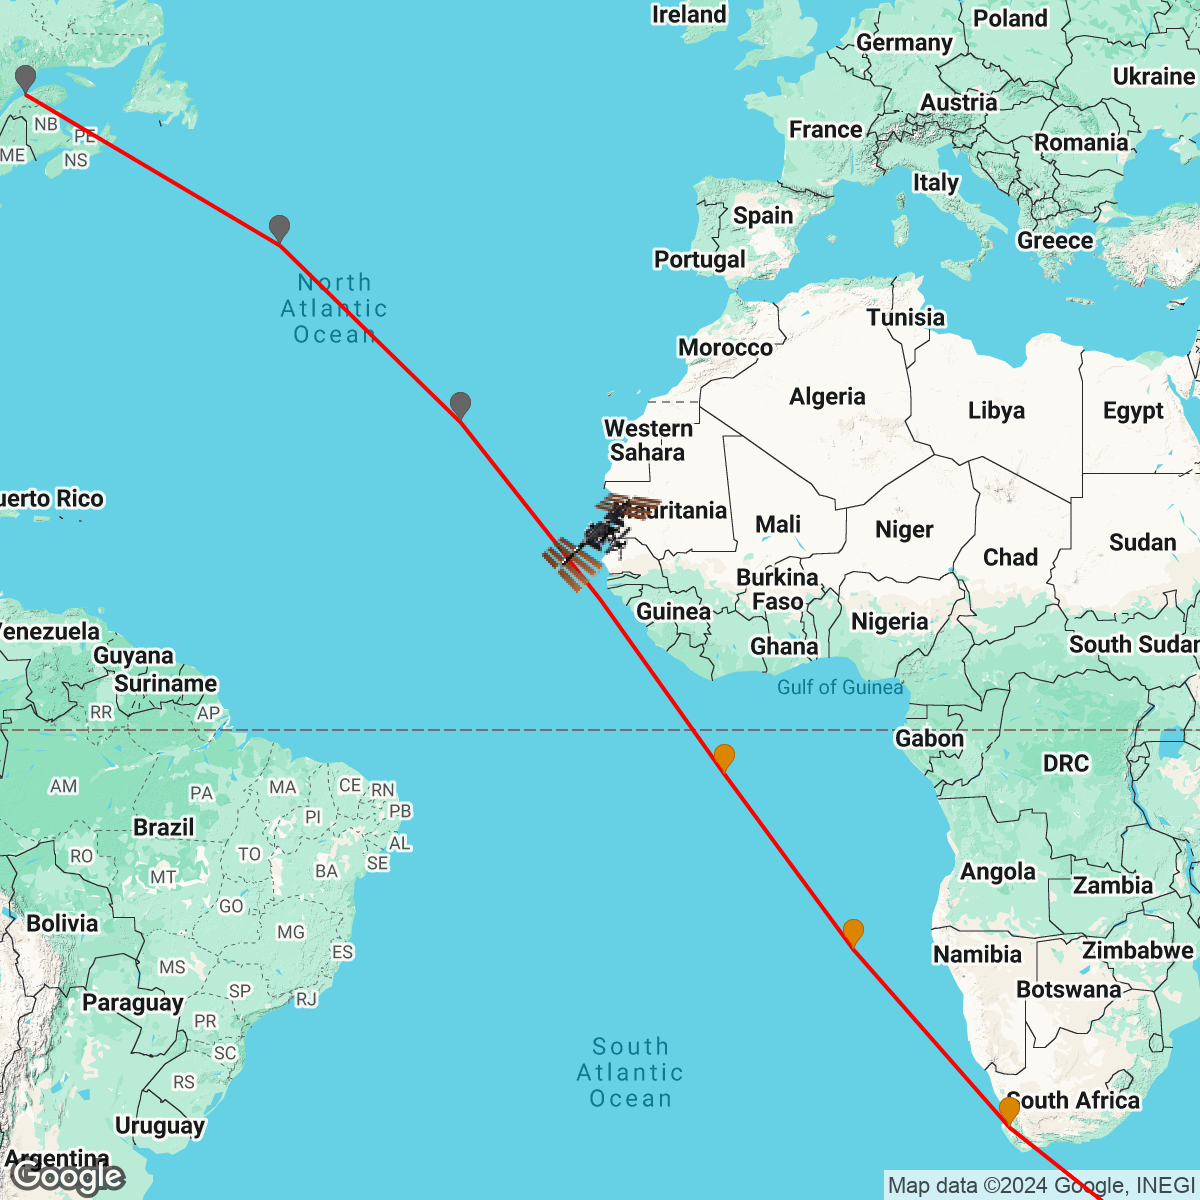 Ireland
Poland
Germany
Ukraine
Austria
NB
France
PE
Romania
ME
NS
Italy
Spain
Greece
Portugal
North
Atlantic
Ocean
Tunisia
Morocco
Algeria
Libya
Egypt
Western
Sahara
uerto Rico
auritania
Mali
Niger
Sudan
Chad
Burkina
Faso
Guinea
Nigeria
Venezuela
Ghana
South Sudan
Guyana
Suriname
Gulf of Guinea
RR
AP
Gabon
DRC
AM
PA
MA
CE
RN
PB
PI
Brazil
AL
TO
SE
RO
MT
BA
Angola
Zambia
GO
Bolivia
MG
ES
Namibia
Zimbabwe
MS
SP
RJ
Botswana
Paraguay
PR
South
Atlantic
Ocean
SC
RS
South Africa
Uruguay
Argentina
Google
Map data ©2024 Google, INEGI